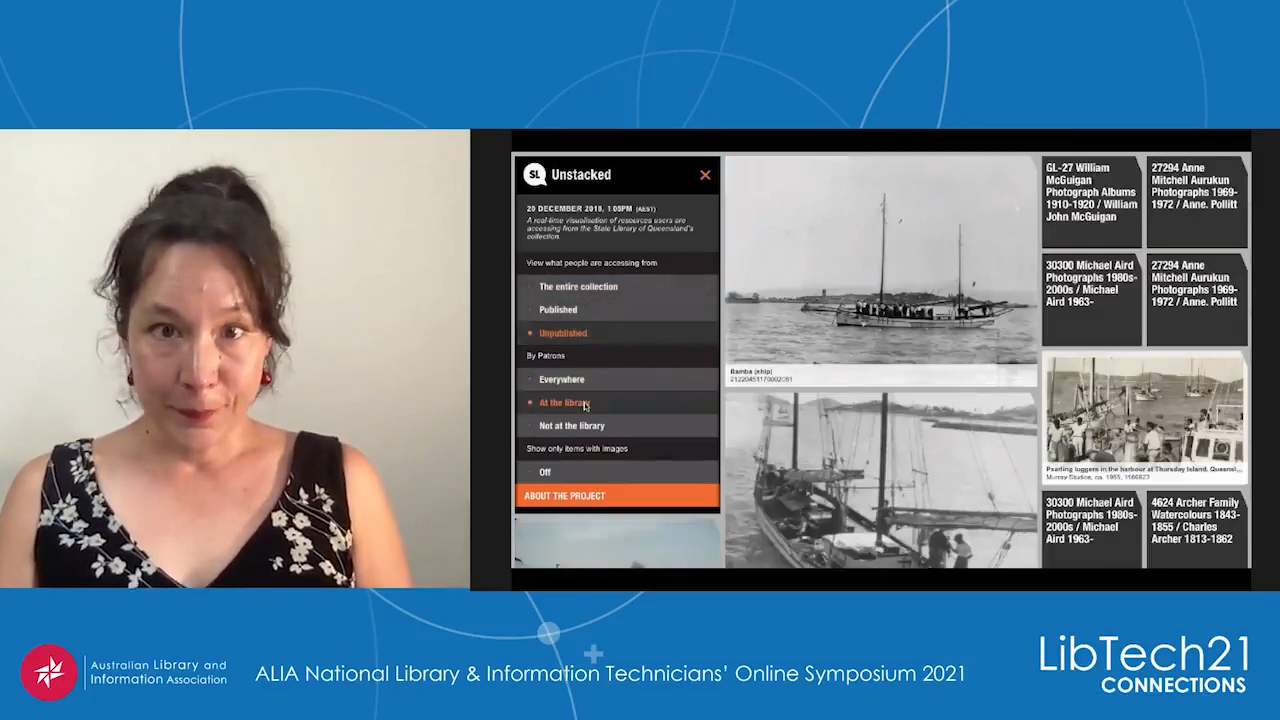 SL Unstacked
20 DECEMBER 2018, 1:05PM (AEST)
A real-time visualisation of resources users are
accessing from the State Library of Queensland's
collection.
View what people are accessing from
The entire collection
Published
Unpublished
By Patrons
Everywhere
At the library
Not at the library
Show only items with images
Off
ABOUT THE PROJECT
Bamba (ship)
21220451170002061
GL-27 William
McGuigan
Photograph Albums
1910-1920 / William
John McGuigan
27294 Anne
Mitchell Aurukun
Photographs 1969-
1972 / Anne. Pollitt
30300 Michael Aird
Photographs 1980s-
2000s / Michael
Aird 1963-
27294 Anne
Mitchell Aurukun
Photographs 1969-
1972 / Anne. Pollitt
Pearling luggers in the harbour at Thursday Island, Queensl...
Murray Studios, ca. 1955, 1666823
30300 Michael Aird
Photographs 1980s-
2000s / Michael
Aird 1963-
4624 Archer Family
Watercolours 1843-
1855 / Charles
Archer 1813-1862
Australian Library and
Information Association
ALIA National Library & Information Technicians' Online Symposium 2021
LibTech21
CONNECTIONS